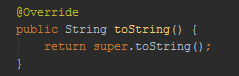 @Override
public String toString() {
    return super.toString();
}